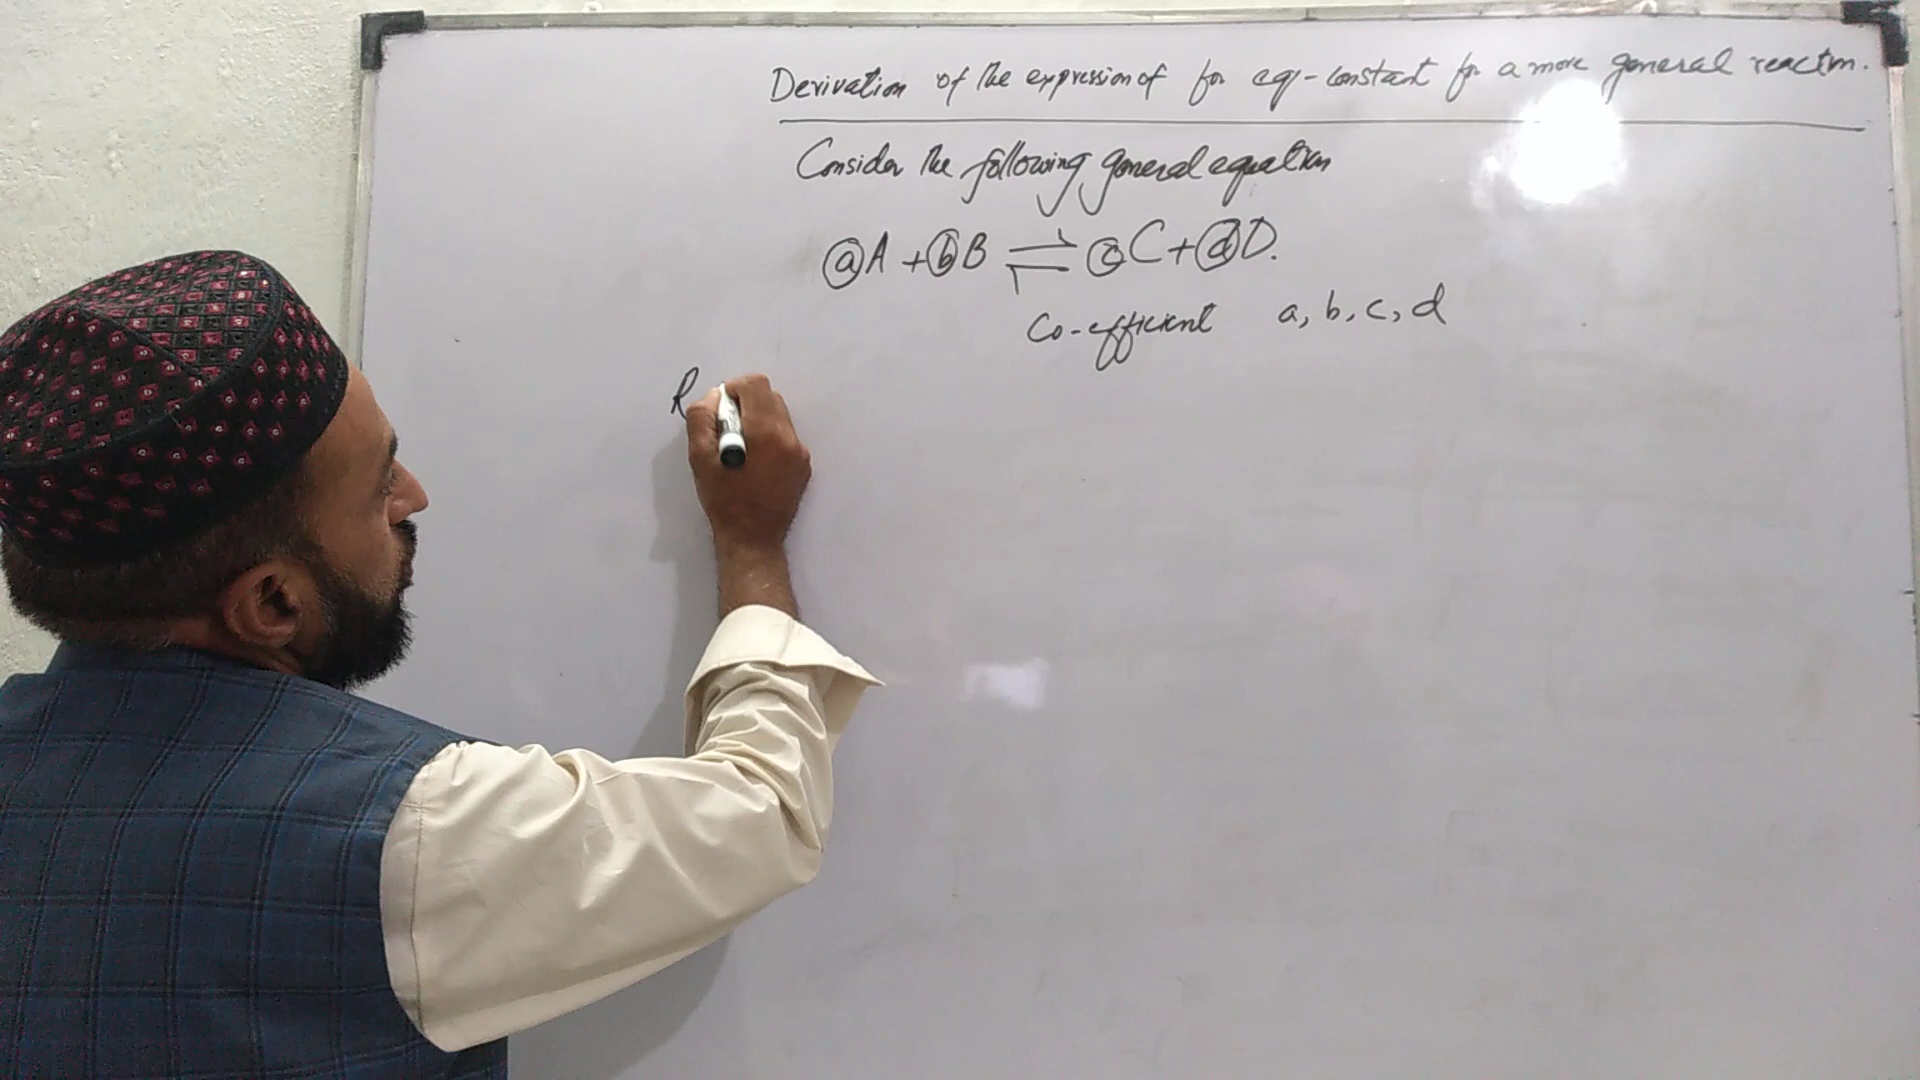 Derivation of the expression of for eq-constant for a more general reactm.
Consider the following general equation
aA + bB ⇌ cC + dD.
Co-efficient a, b, c, d
R